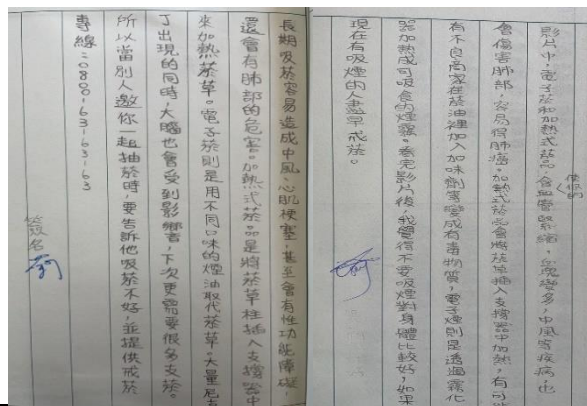 影片中,電子菸和加熱式菸品,會使你的血管緊縮,血塊變多,中風等疾病也
會傷害肺部,容易得肺癌。加熱式菸品會將菸草插入支撐器中加熱,有可
有不良商家在菸油裡加入加味劑等變成有毒物質,電子煙則是透過霧化
器加熱成可吸食的煙霧。看完影片後,我覺得不要吸煙對身體比較好,如果
現在有吸煙的人盡早戒菸。
長期吸菸容易造成中風、心肌梗塞,甚至會有性功能障礙,
還會有肺部的危害。加熱式菸品是將菸草柱插入支撐器中
來加熱菸草。電子菸則是用不同口味的煙油取代菸草。大量尼古
丁出現的同時,大腦也會受到影響,下次更需要很多支菸。
所以當別人邀你一起抽菸時,要告訴他吸菸不好,並提供戒菸
專線:0800-63-63-63
簽名